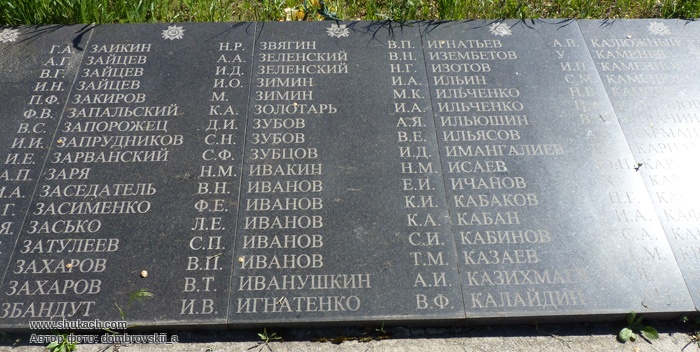 Г.А.
А.Г.
В.Г.
И.Н.
П.Ф.
Ф.В.
В.С.
И.И.
И.Е.
А.П.
М.А.
Г.
Я.
ЗАИКИН Н.Р.
ЗАЙЦЕВ А.А.
ЗАЙЦЕВ И.Д.
ЗАЙЦЕВ И.О.
ЗАКИРОВ М.
ЗАПАЛЬСКИЙ К.А.
ЗАПОРОЖЕЦ Д.И.
ЗАПРУДНИКОВ С.Н.
ЗАРВАНСКИЙ С.Ф.
ЗАРЯ Н.М.
ЗАСЕДАТЕЛЬ В.Н.
ЗАСИМЕНКО Ф.Е.
ЗАСЬКО Л.Е.
ЗАТУЛЕЕВ С.П.
ЗАХАРОВ В.П.
ЗАХАРОВ В.Т.
ЗБАНДУТ И.В.
ЗВЯГИН В.П.
ЗЕЛЕНСКИЙ В.Н.
ЗЕЛЕНСКИЙ Н.Г.
ЗИМИН И.А.
ЗИМИН М.К.
ЗОЛОТАРЬ И.А.
ЗУБОВ А.Я.
ЗУБОВ В.Е.
ЗУБЦОВ И.Д.
ИВАКИН Н.М.
ИВАНОВ Е.И.
ИВАНОВ К.И.
ИВАНОВ К.А.
ИВАНОВ С.И.
ИВАНОВ Т.М.
ИВАНУШКИН А.И.
ИГНАТЕНКО В.Ф.
ИГНАТЬЕВ А.В.
ИЗЕМБЕТОВ У.
ИЗОТОВ
ИЛЬИН С.М.
ИЛЬЧЕНКО
ИЛЬЧЕНКО
ИЛЬЮШИН
ИЛЬЯСОВ
ИМАНГАЛИЕВ
ИСАЕВ
ИЧАНОВ
КАБАКОВ П.Г.
КАБАН И.А.
КАБИНОВ
КАЗАЕВ М.
КАЗИХМА
КАЛАЙДИН
КАЛЮЖНЫЙ
КАМЕНЕВ
www.shukach.com
Автор фото: dombrovskii_a